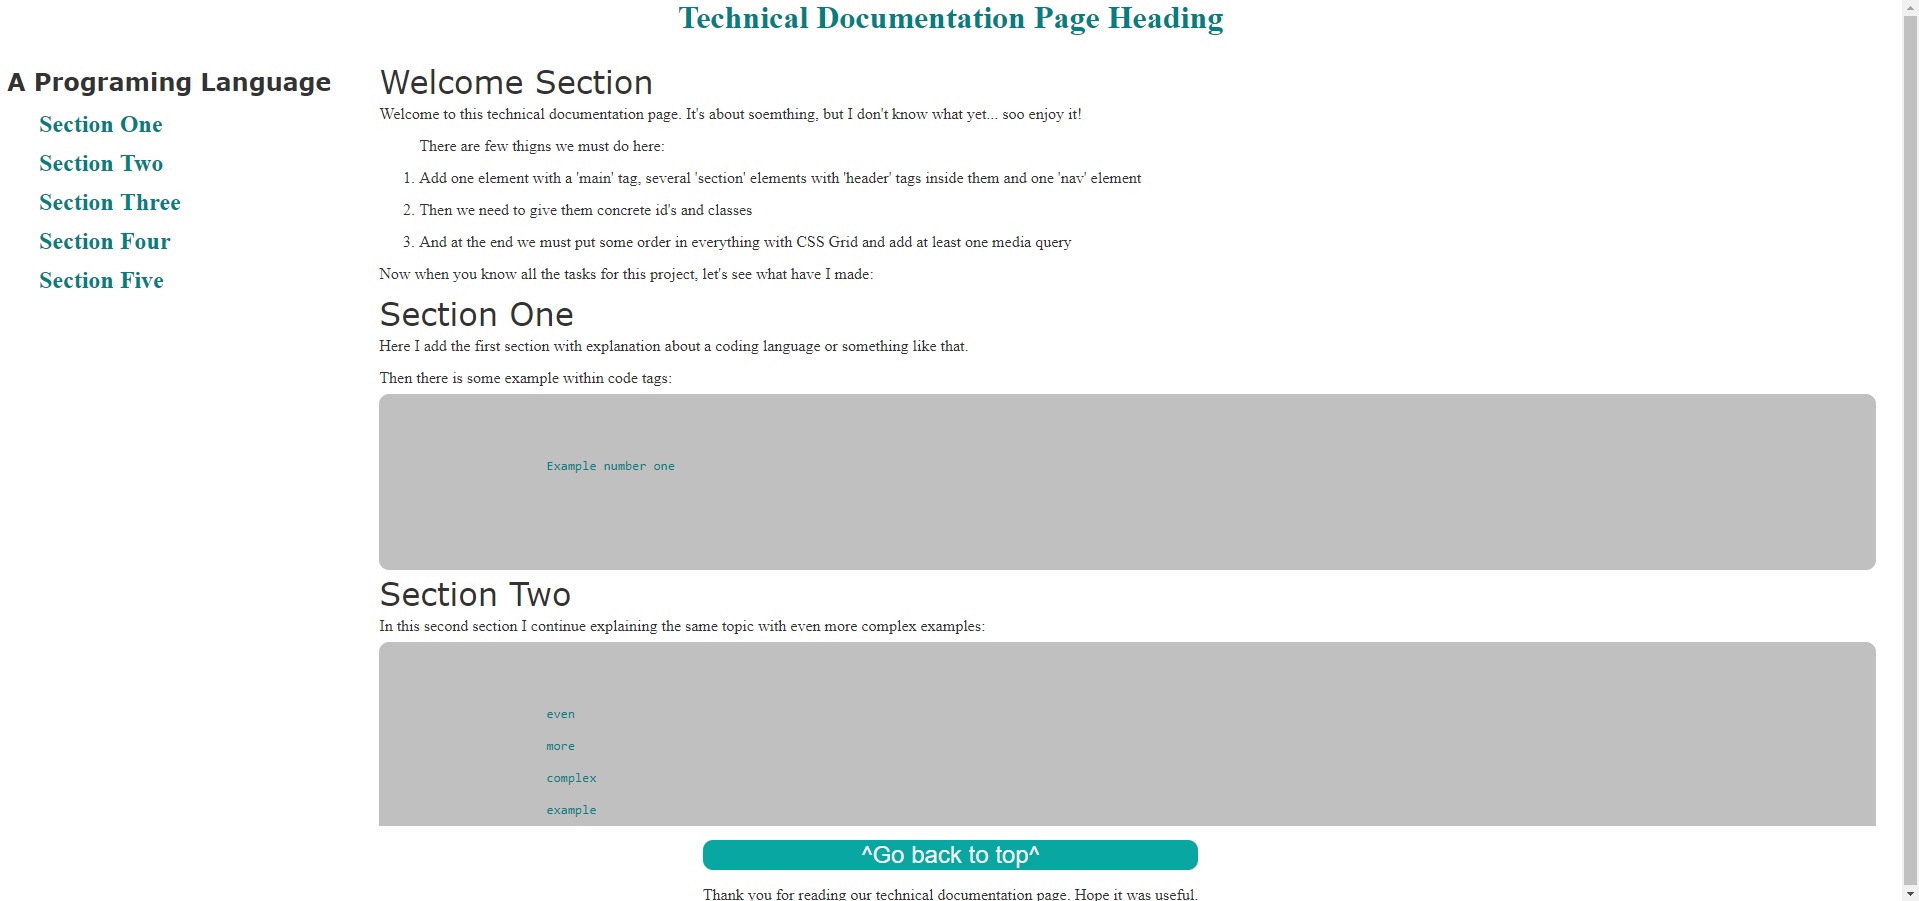 Technical Documentation Page Heading
A Programing Language
Section One
Section Two
Section Three
Section Four
Section Five
Welcome Section
Welcome to this technical documentation page. It's about soemthing, but I don't know what yet... soo enjoy it!
There are few thigns we must do here:
1. Add one element with a 'main' tag, several 'section' elements with 'header' tags inside them and one 'nav' element
2. Then we need to give them concrete id's and classes
3. And at the end we must put some order in everything with CSS Grid and add at least one media query
Now when you know all the tasks for this project, let's see what have I made:
Section One
Here I add the first section with explanation about a coding language or something like that.
Then there is some example within code tags:
Example number one
Section Two
In this second section I continue explaining the same topic with even more complex examples:
even
more
complex
example
^Go back to top^
Thank you for reading our technical documentation page. Hope it was useful.